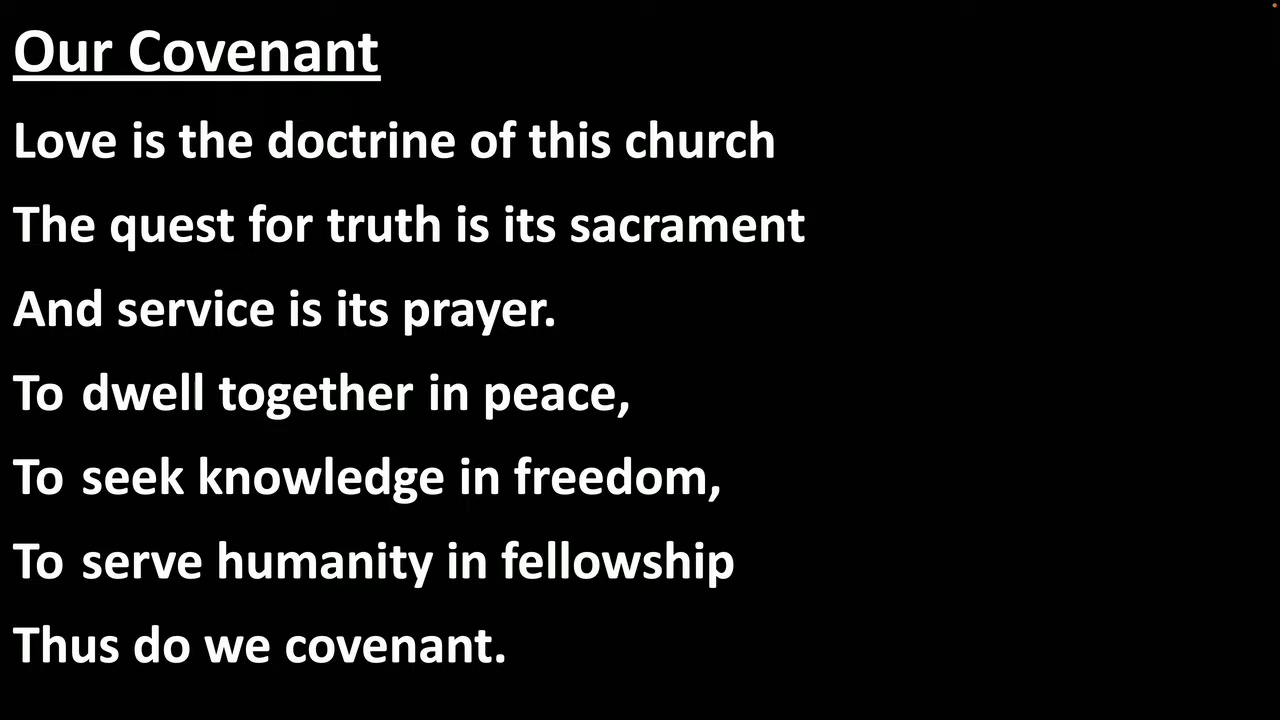 Our Covenant
Love is the doctrine of this church
The quest for truth is its sacrament
And service is its prayer.
To dwell together in peace,
To seek knowledge in freedom,
To serve humanity in fellowship
Thus do we covenant.